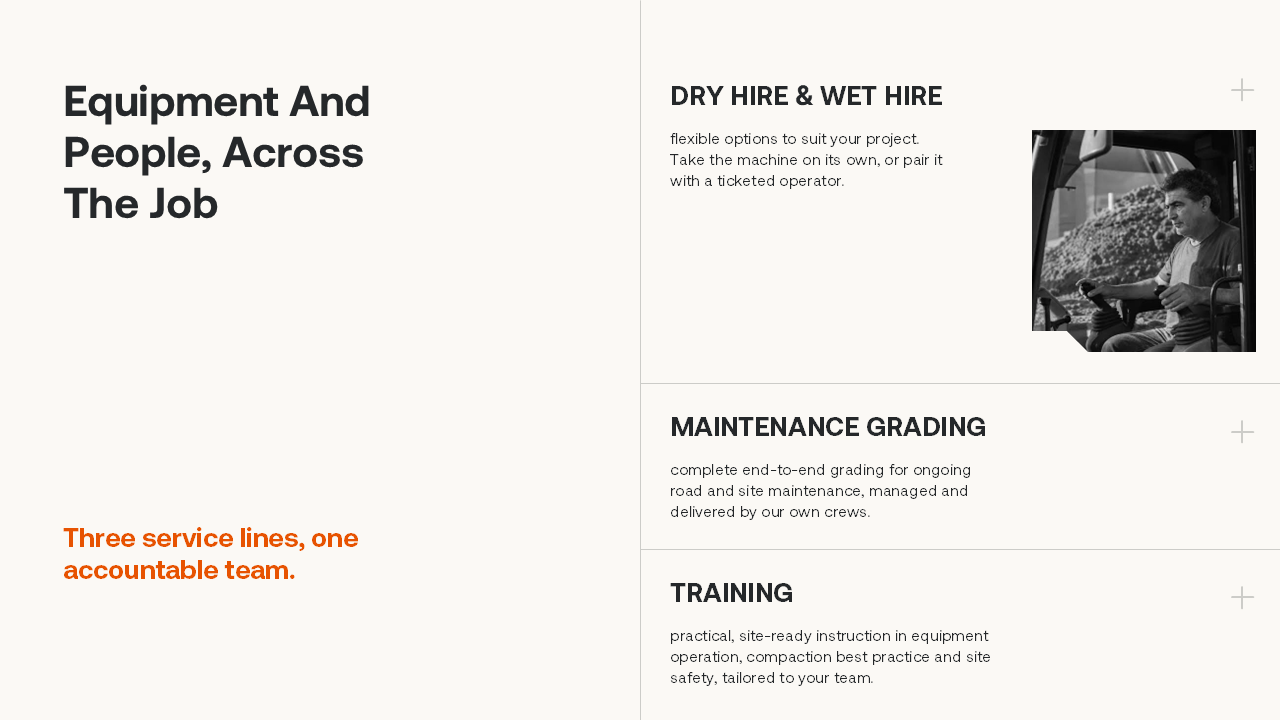 Equipment And
People, Across
The Job
Three service lines, one
accountable team.
DRY HIRE & WET HIRE
flexible options to suit your project.
Take the machine on its own, or pair it
with a ticketed operator.
MAINTENANCE GRADING
complete end-to-end grading for ongoing
road and site maintenance, managed and
delivered by our own crews.
TRAINING
practical, site-ready instruction in equipment
operation, compaction best practice and site
safety, tailored to your team.